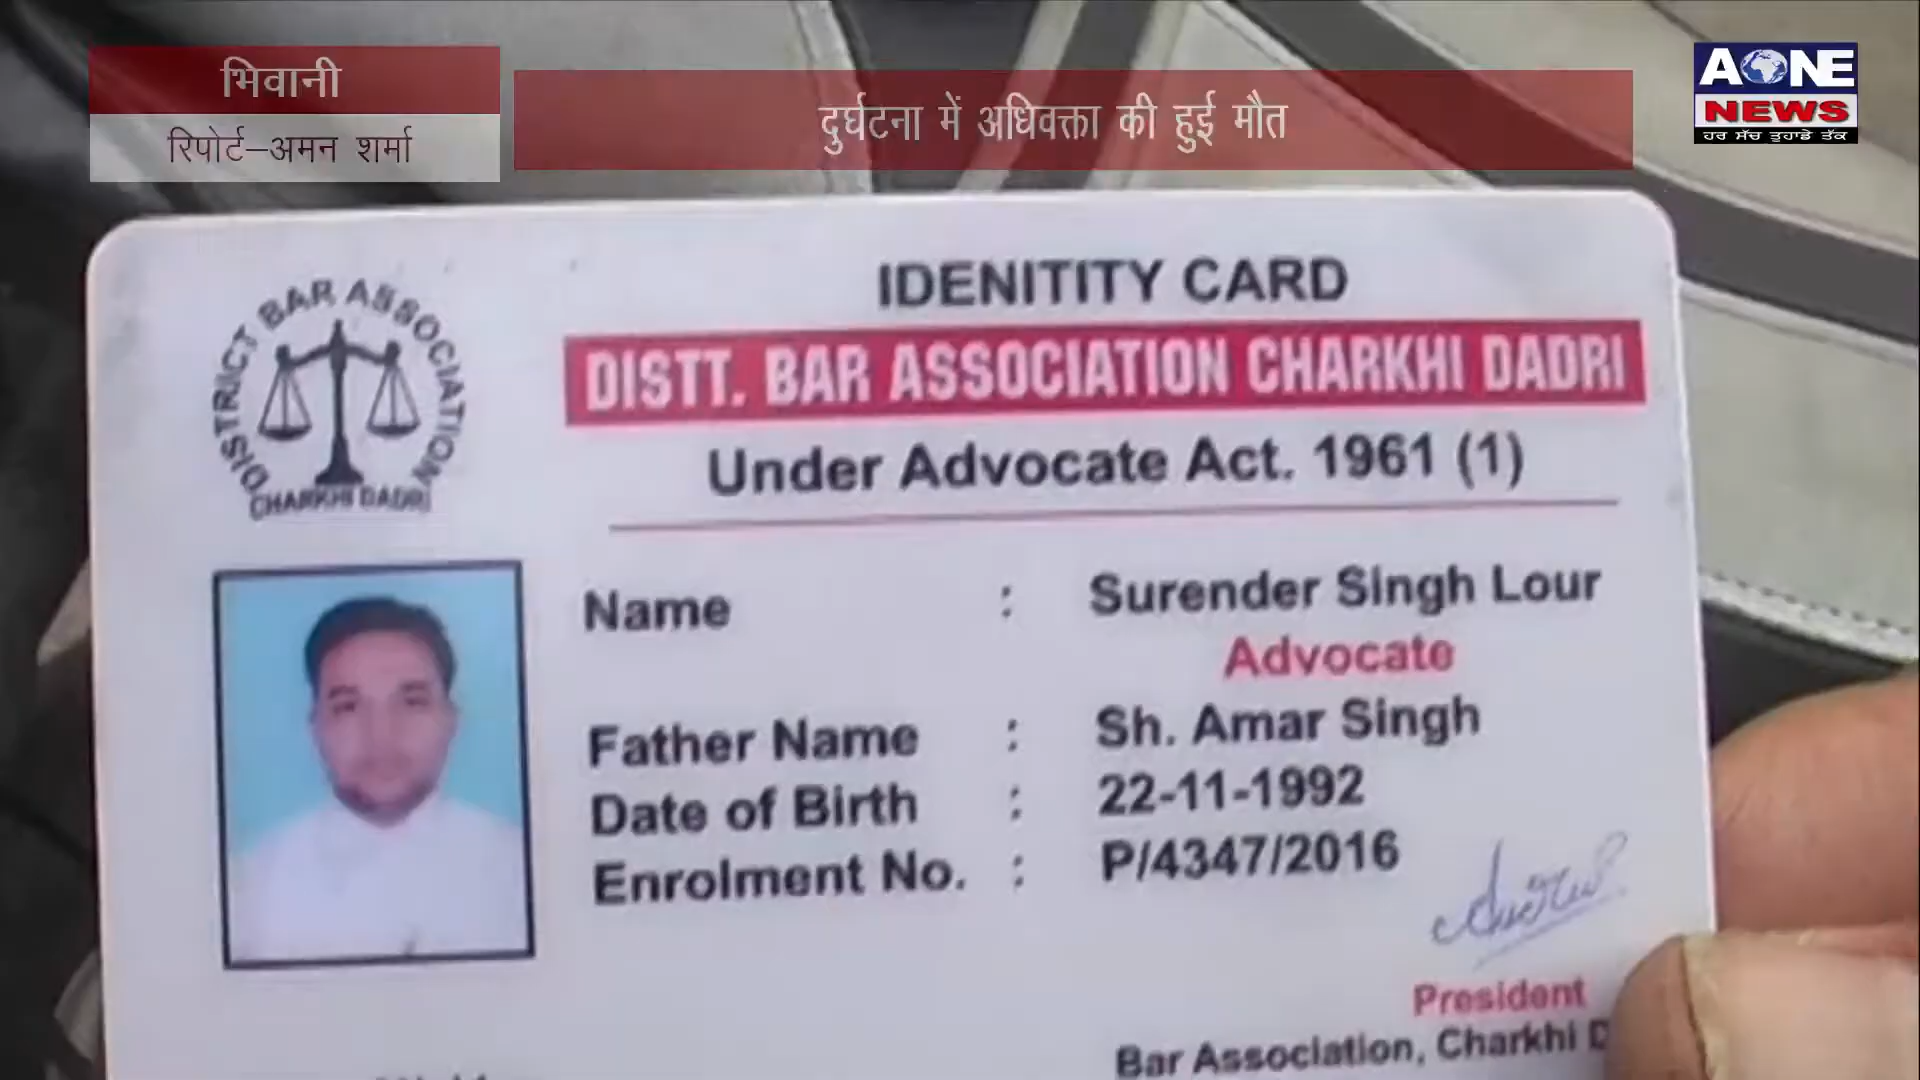 भिवानी
रिपोर्ट–अमन शर्मा
दुर्घटना में अधिवक्ता की हुई मौत
AONE
NEWS
ਹਰ ਸੱਚ ਤੁਹਾਡੇ ਤੱਕ
DISTRICT BAR ASSOCIATION
CHARKHI DADRI
IDENITITY CARD
DISTT. BAR ASSOCIATION CHARKHI DADRI
Under Advocate Act. 1961 (1)
Name : Surender Singh Lour
Advocate
Father Name : Sh. Amar Singh
Date of Birth : 22-11-1992
Enrolment No. : P/4347/2016
President
Bar Association, Charkhi D